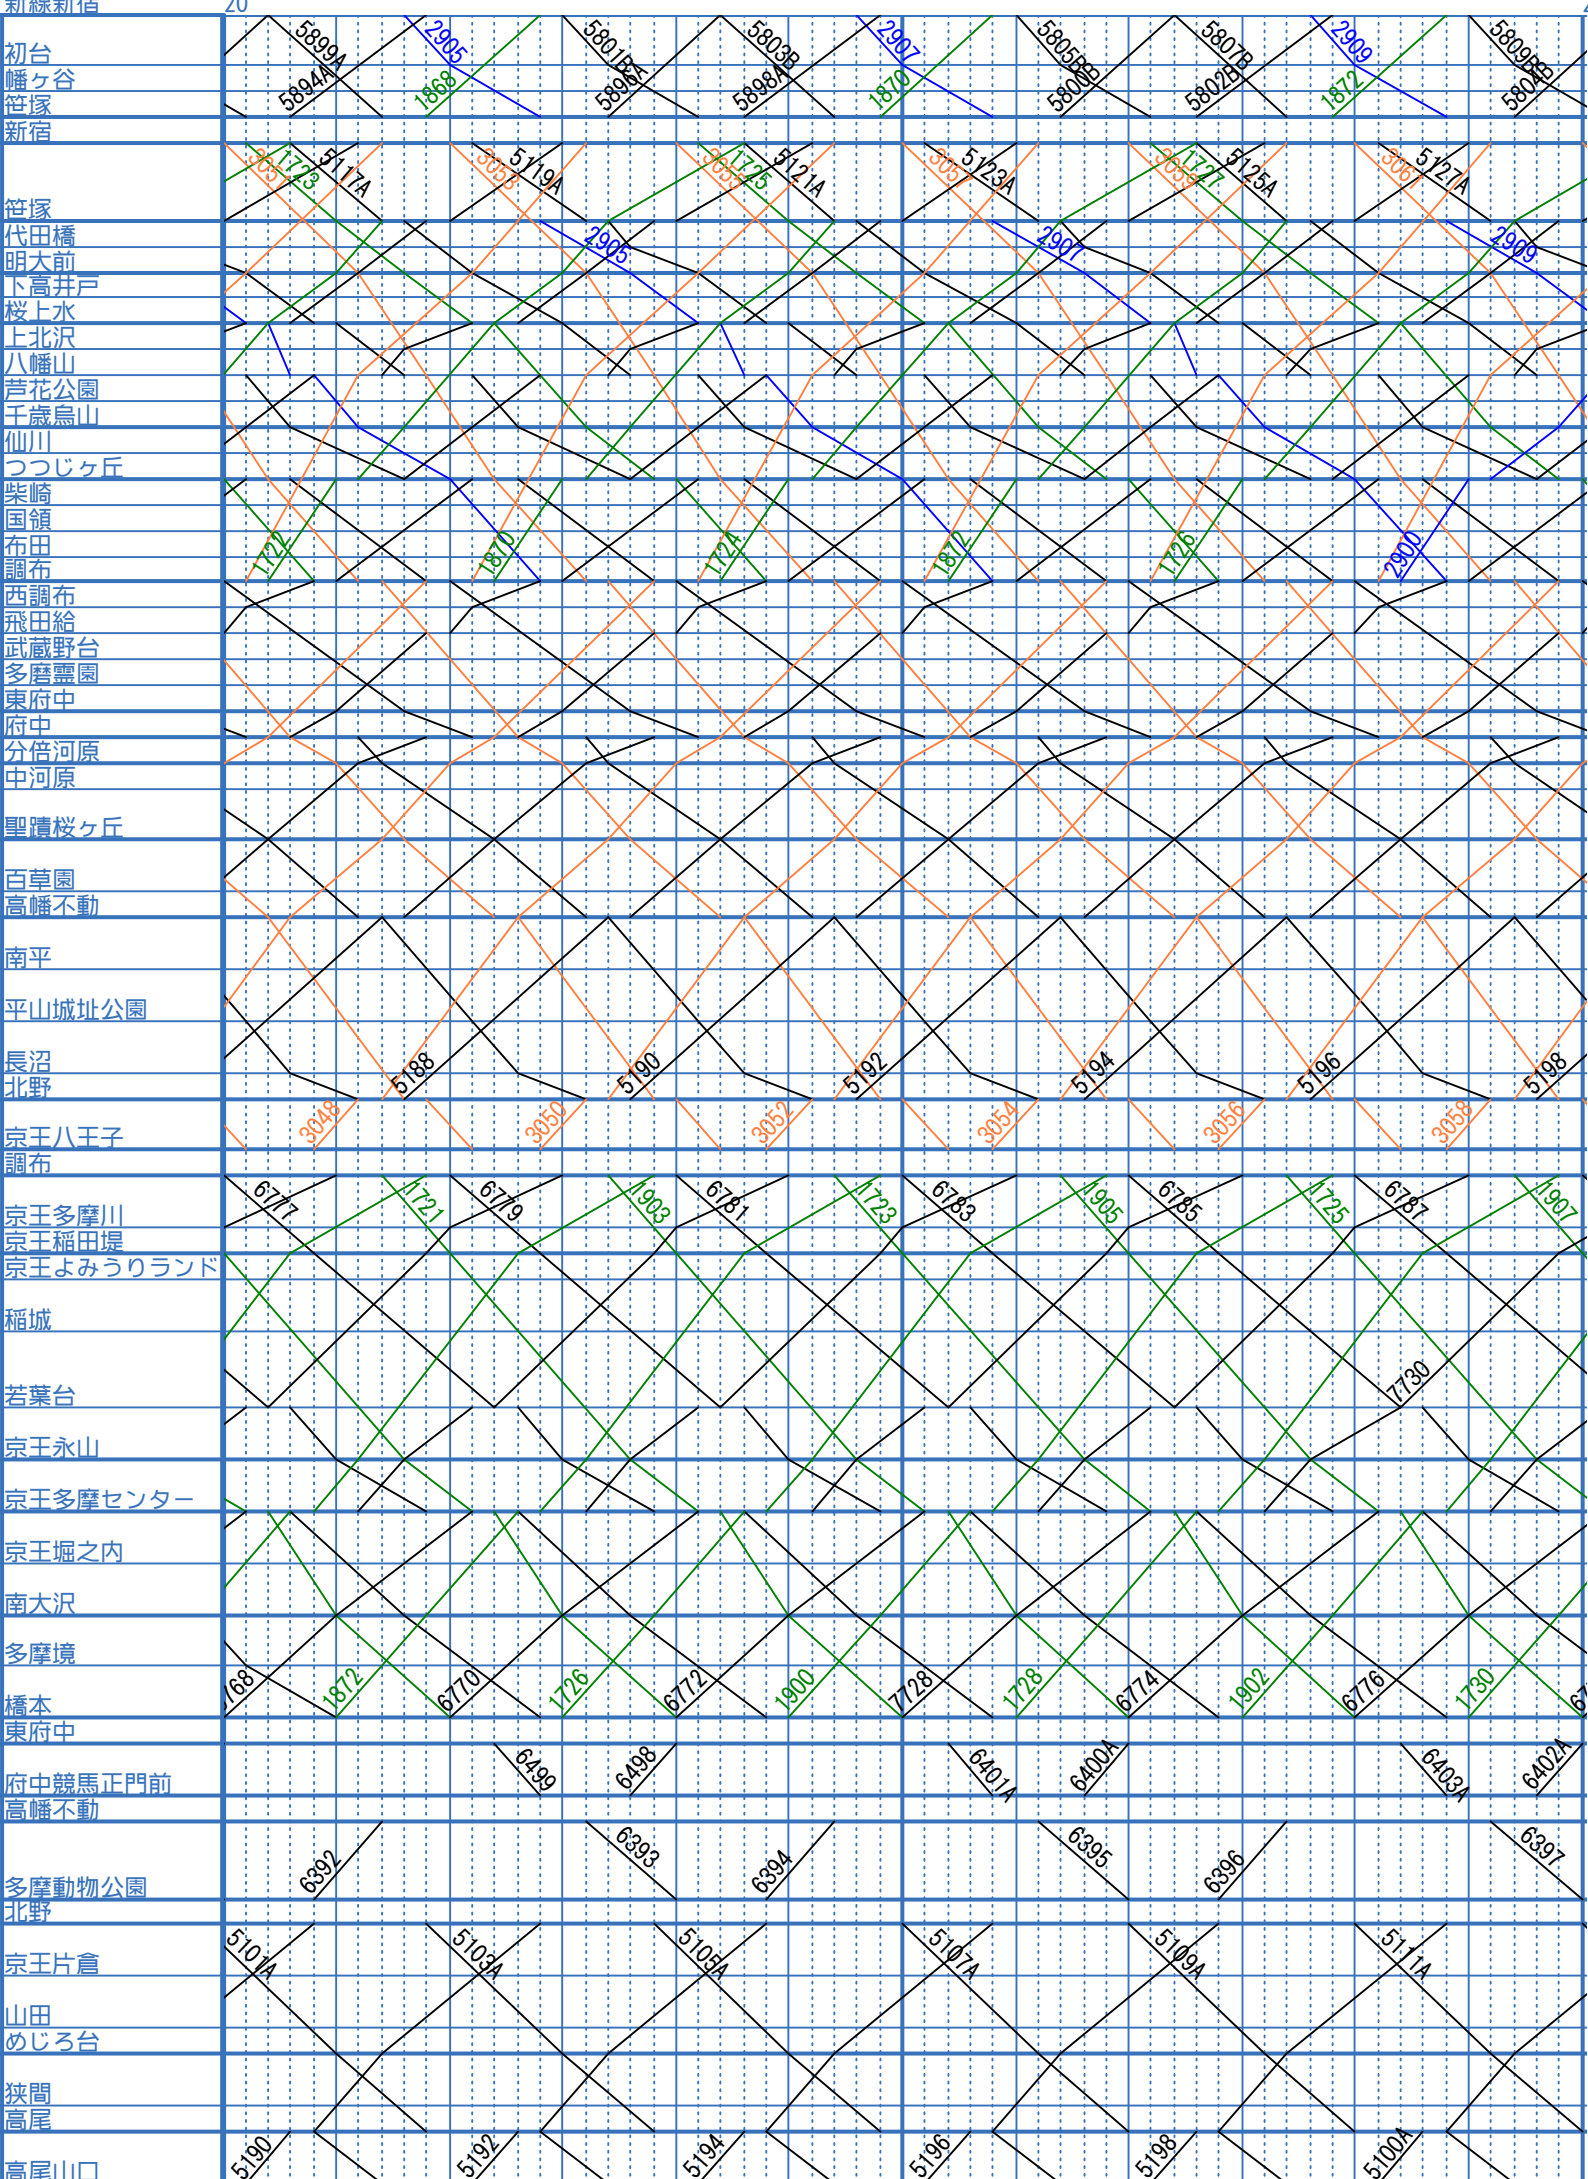 新線新宿 20 2
5899A 2905 5801B 5803B 2907 5805B 5807B 2909 5809B
初台
幡ヶ谷
5894A 1868 5896A 5898A 1870 5800B 5802B 1872
笹塚
新宿
1723 5117A 3053 5119A 3055 1725 5121A 5123A 3059 1727 5125A 5127A
笹塚
代田橋
2905 2907 2909
明大前
下高井戸
桜上水
上北沢
八幡山
芦花公園
千歳烏山
仙川
つつじヶ丘
柴崎
国領
1722 1870 1724 1872 1726 2900
布田
調布
西調布
飛田給
武蔵野台
多磨霊園
東府中
府中
分倍河原
中河原
聖蹟桜ヶ丘
百草園
高幡不動
南平
平山城址公園
長沼
5188 5190 5192 5194 5196 5198
北野
3048 3050 3052 3054 3056 3058
京王八王子
調布
6777 1721 6779 1903 6781 1723 6783 1905 6785 1725 6787 1907
京王多摩川
京王稲田堤
京王よみうりランド
稲城
7730
若葉台
京王永山
京王多摩センター
京王堀之内
南大沢
多摩境
768 1872 6770 1726 6772 1900 7728 1728 6774 1902 6776 1730
橋本
東府中
6499 6498 6401A 6400A 6403A 6402A
府中競馬正門前
高幡不動
6392 6393 6394 6395 6396 6397
多摩動物公園
北野
5101A 5103A 5105A 5107A 5109A 5111A
京王片倉
山田
めじろ台
狭間
高尾
5190 5192 5194 5196 5198 5100A
高尾山口